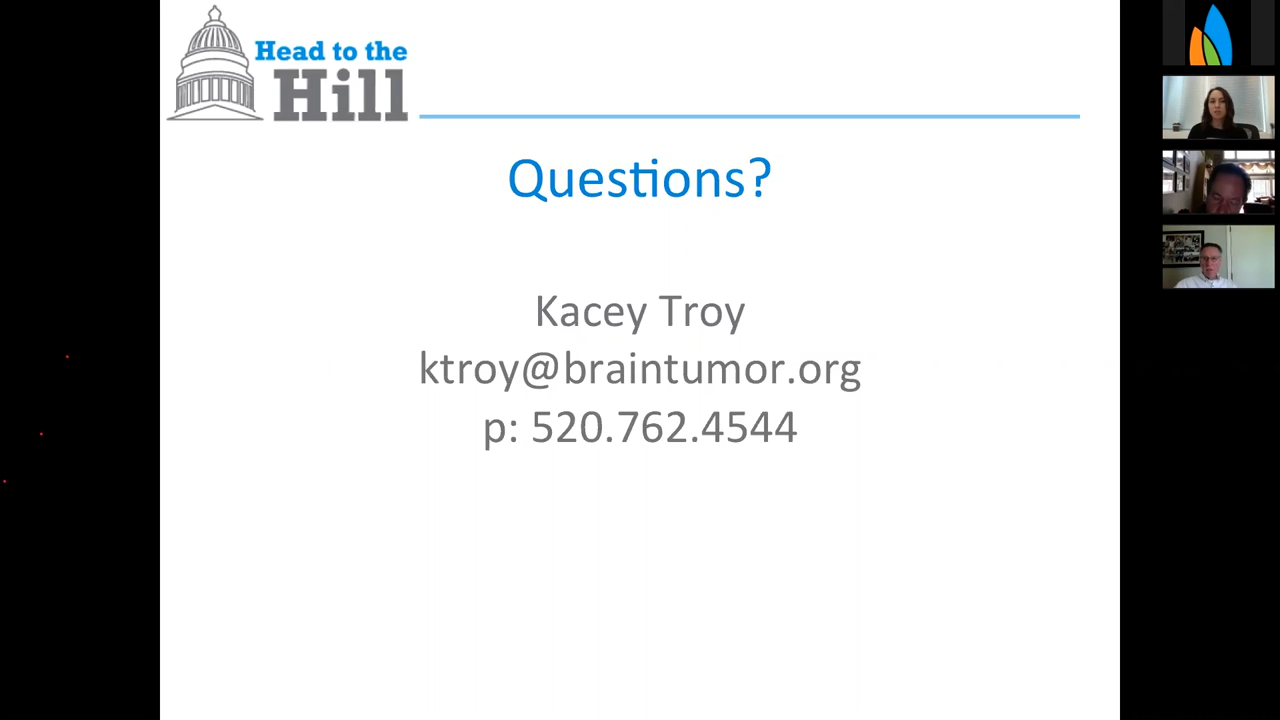 Head to the
Hill
Questions?
Kacey Troy
ktroy@braintumor.org
p: 520.762.4544